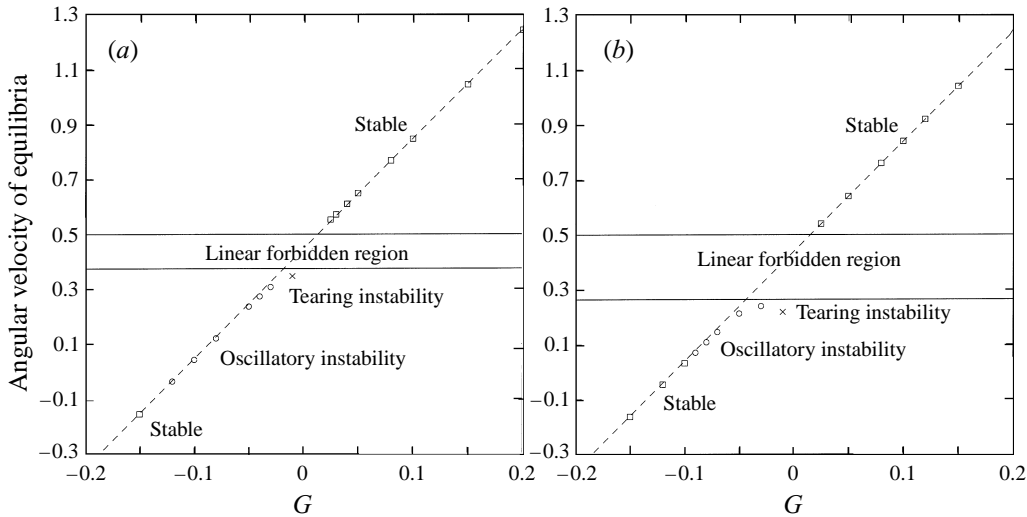 Angular velocity of equilibria
(a)
1.3
1.1
0.9
0.7
0.5
0.3
0.1
−0.1
−0.3
Stable
Linear forbidden region
Tearing instability
Oscillatory instability
Stable
−0.2
−0.1
0
0.1
0.2
G
(b)
1.3
1.1
0.9
0.7
0.5
0.3
0.1
−0.1
−0.3
Stable
Linear forbidden region
Tearing instability
Oscillatory instability
Stable
−0.2
−0.1
0
0.1
0.2
G